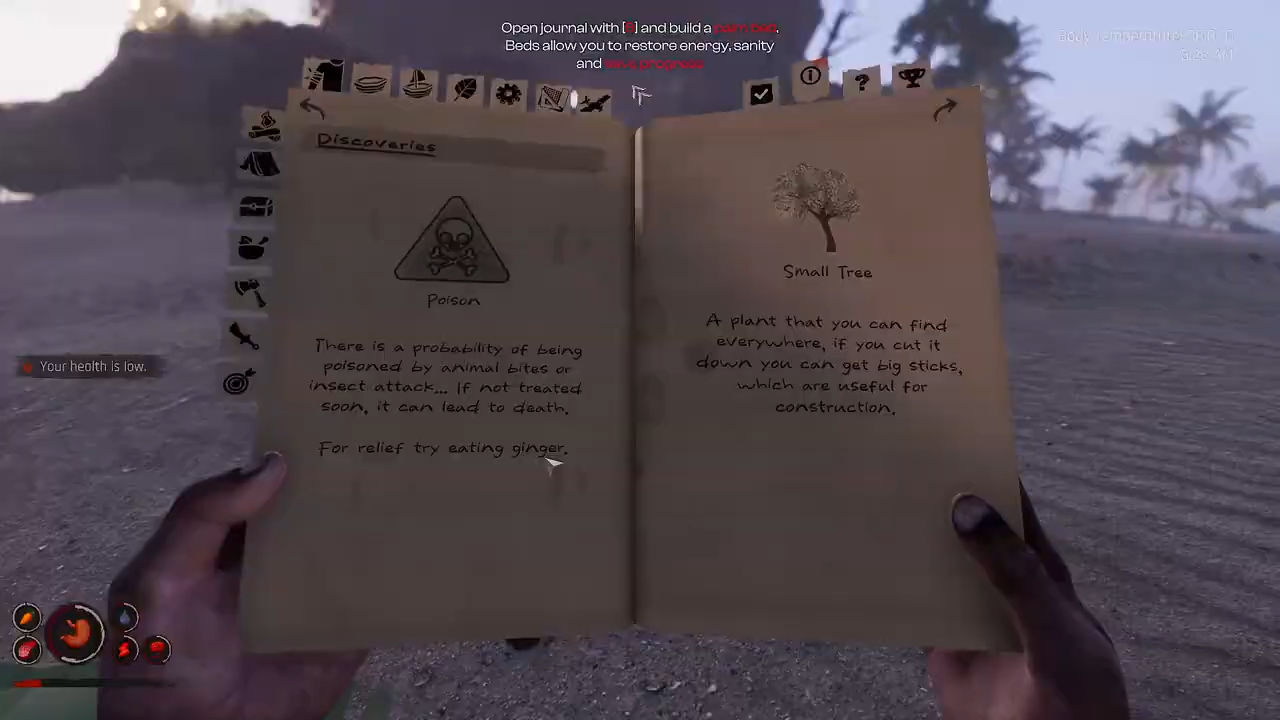 Open journal with [ ] and build a palm bed.
Beds allow you to restore energy, sanity
and save progress
Body Temperature:
Discoveries
Poison
There is a probability of being
poisoned by animal bites or
insect attack... If not treated
soon, it can lead to death.
For relief try eating ginger.
Small Tree
A plant that you can find
everywhere, if you cut it
down you can get big sticks,
which are useful for
construction.
Your health is low.